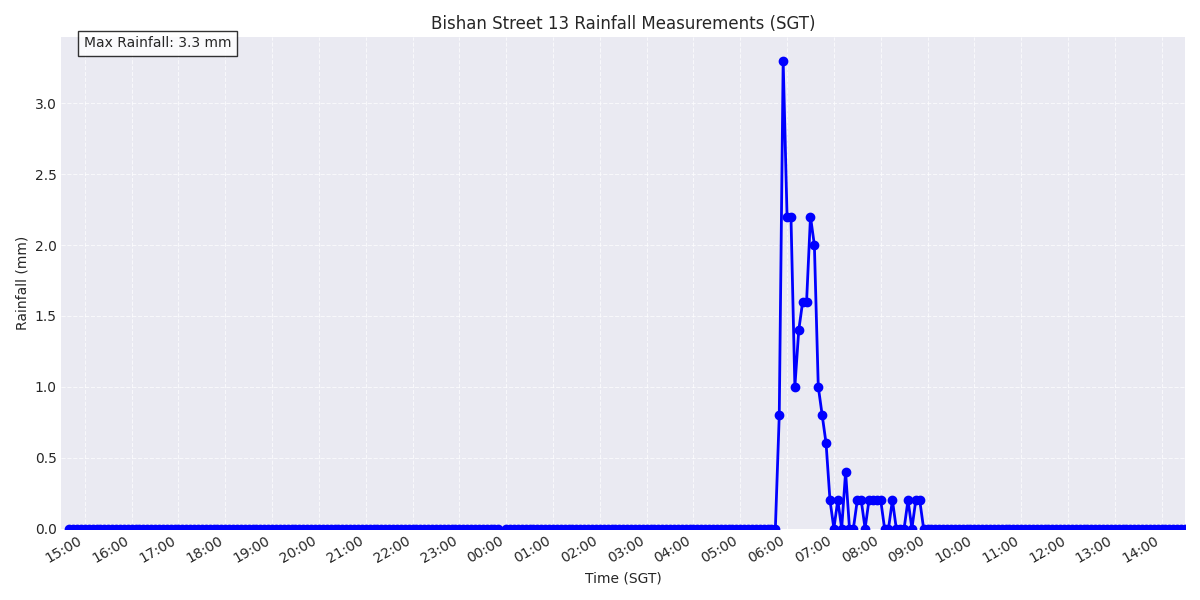 Bishan Street 13 Rainfall Measurements (SGT)
Max Rainfall: 3.3 mm
Rainfall (mm)
3.0
2.5
2.0
1.5
1.0
0.5
0.0
15:00 16:00 17:00 18:00 19:00 20:00 21:00 22:00 23:00 00:00 01:00 02:00 03:00 04:00 05:00 06:00 07:00 08:00 09:00 10:00 11:00 12:00 13:00 14:00
Time (SGT)